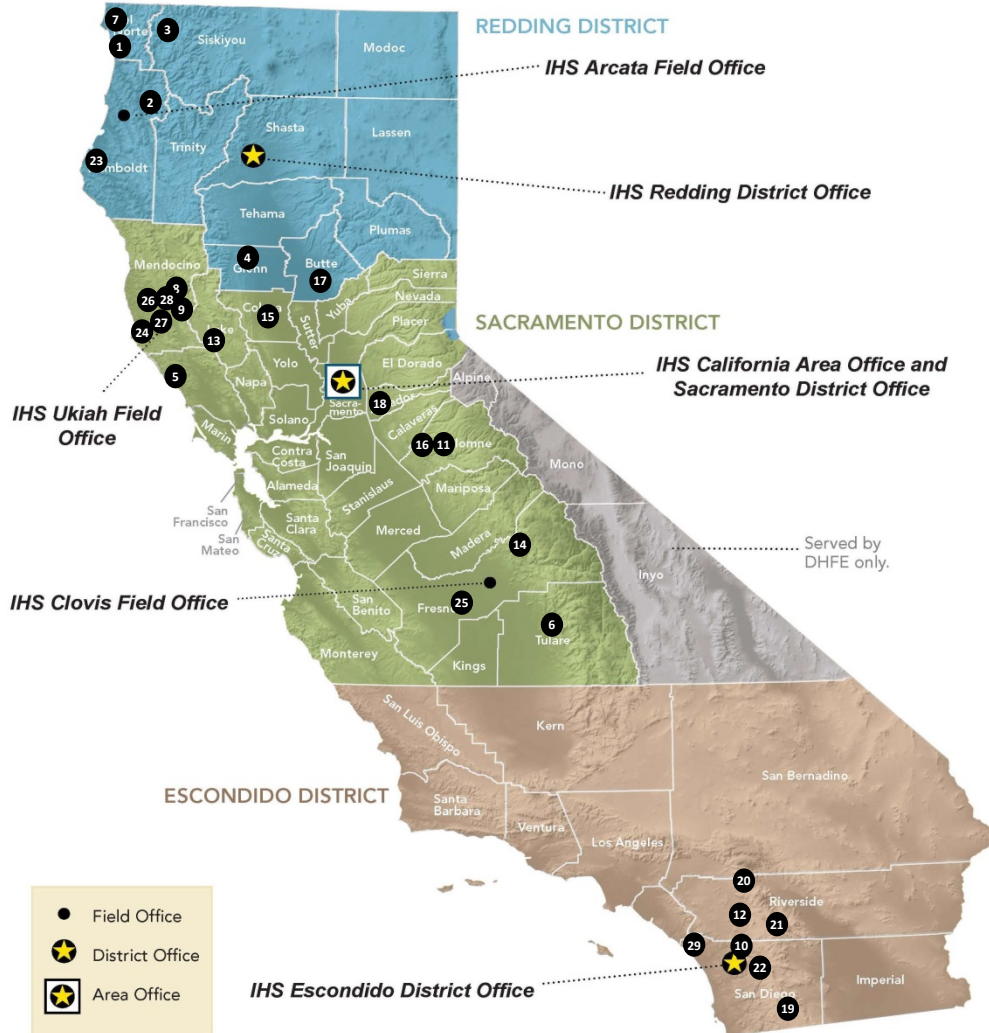 7
3
Norte
1
Siskiyou
Modoc
REDDING DISTRICT
IHS Arcata Field Office
2
Shasta
Lassen
Trinity
23
IHS Redding District Office
Tehama
Plumas
4
Glenn
Butte
17
Mendocino
Sierra
8
26
28
9
Nevada
Yuba
Placer
15
Sutter
24
27
13
SACRAMENTO DISTRICT
Yolo
El Dorado
IHS California Area Office and
Sacramento District Office
5
Napa
Alpine
IHS Ukiah Field
Office
18
Sacra-
mento
Solano
Calaveras
Marin
16
11
Contra
Costa
San
Joaquin
Mono
Alameda
Stanislaus
Mariposa
San
Francisco
San
Mateo
Santa
Clara
Santa
Cruz
Merced
Madera
14
Served by
DHFE only.
Inyo
IHS Clovis Field Office
San
Benito
Fresno
25
6
Tulare
Monterey
Kings
San Luis Obispo
Kern
San Bernadino
ESCONDIDO DISTRICT
Santa
Barbara
Ventura
Los Angeles
20
Riverside
12
21
29
10
22
IHS Escondido District Office
San Diego
Imperial
19
Field Office
District Office
Area Office